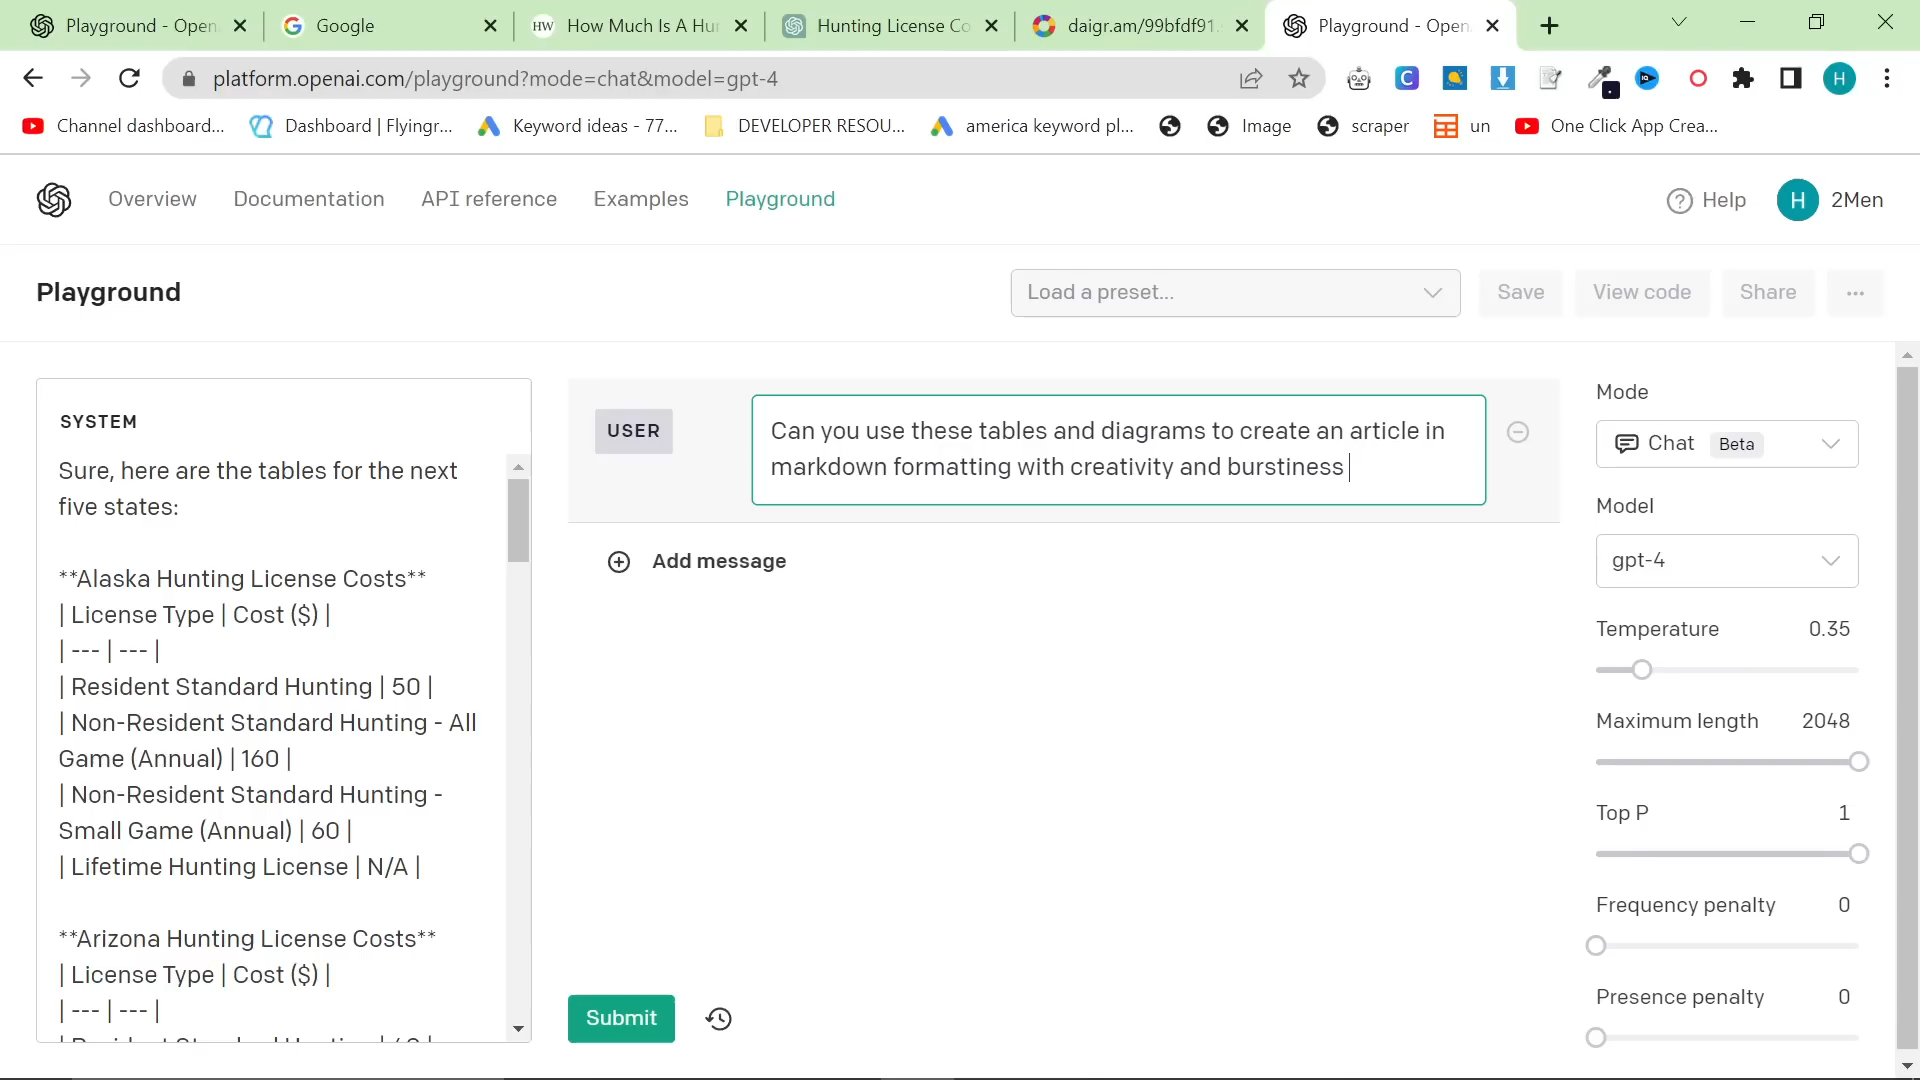 Playground - Open
Google
HW
How Much Is A Hur
Hunting License Co
daigr.am/99bfdf91.
Playground - Open.
platform.openai.com/playground?mode=chat&model=gpt-4
C
H
Channel dashboard...
Dashboard | Flyingr...
Keyword ideas - 77...
DEVELOPER RESOU...
america keyword pl...
Image
scraper
un
One Click App Crea...
Overview
Documentation
API reference
Examples
Playground
Help
H
2Men
Playground
Load a preset...
Save
View code
Share
...
SYSTEM
Sure, here are the tables for the next
five states:
**Alaska Hunting License Costs**
| License Type | Cost ($) |
| --- | --- |
| Resident Standard Hunting | 50 |
| Non-Resident Standard Hunting - All
Game (Annual) | 160 |
| Non-Resident Standard Hunting -
Small Game (Annual) | 60 |
| Lifetime Hunting License | N/A |
**Arizona Hunting License Costs**
| License Type | Cost ($) |
| --- | --- |
USER
Can you use these tables and diagrams to create an article in
markdown formatting with creativity and burstiness
Add message
Submit
Mode
Chat Beta
Model
gpt-4
Temperature 0.35
Maximum length 2048
Top P 1
Frequency penalty 0
Presence penalty 0